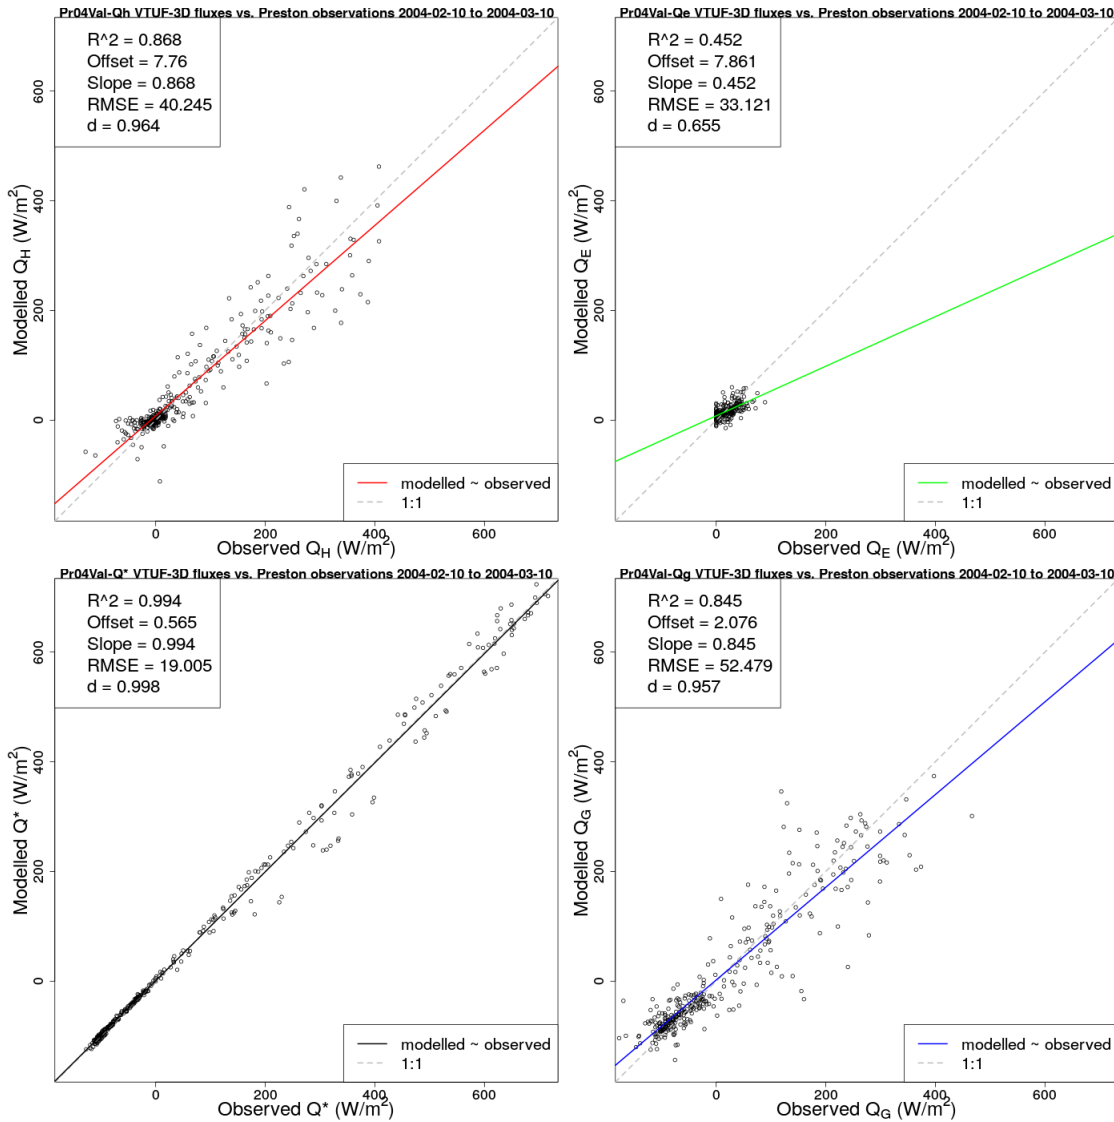 Pr04Val-Qh VTUF-3D fluxes vs. Preston observations 2004-02-10 to 2004-03-10
R^2 = 0.868
Offset = 7.76
Slope = 0.868
RMSE = 40.245
d = 0.964
600
400
200
0
Modelled Q_H (W/m²)
modelled ~ observed
1:1
0 200 400 600
Observed Q_H (W/m²)
Pr04Val-Qe VTUF-3D fluxes vs. Preston observations 2004-02-10 to 2004-03-10
R^2 = 0.452
Offset = 7.861
Slope = 0.452
RMSE = 33.121
d = 0.655
600
400
200
0
Modelled Q_E (W/m²)
modelled ~ observed
1:1
0 200 400 600
Observed Q_E (W/m²)
Pr04Val-Q* VTUF-3D fluxes vs. Preston observations 2004-02-10 to 2004-03-10
R^2 = 0.994
Offset = 0.565
Slope = 0.994
RMSE = 19.005
d = 0.998
600
400
200
0
Modelled Q* (W/m²)
modelled ~ observed
1:1
0 200 400 600
Observed Q* (W/m²)
Pr04Val-Qg VTUF-3D fluxes vs. Preston observations 2004-02-10 to 2004-03-10
R^2 = 0.845
Offset = 2.076
Slope = 0.845
RMSE = 52.479
d = 0.957
600
400
200
0
Modelled Q_G (W/m²)
modelled ~ observed
1:1
0 200 400 600
Observed Q_G (W/m²)